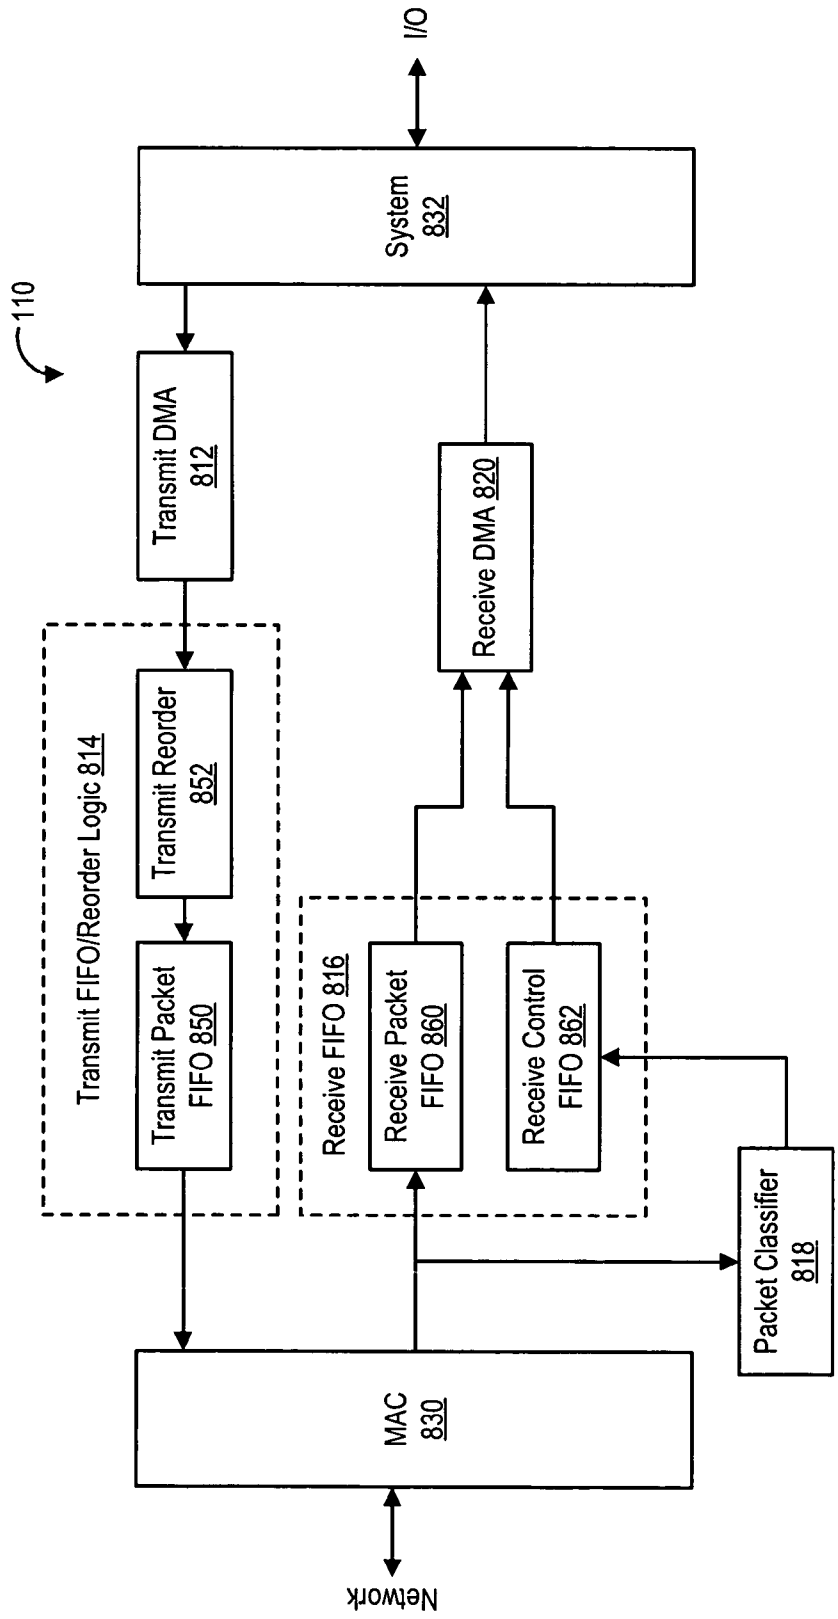 110
Transmit FIFO/Reorder Logic 814
Transmit Packet
FIFO 850
Transmit Reorder
852
Transmit DMA
812
Network
MAC
830
Receive FIFO 816
Receive Packet
FIFO 860
Receive Control
FIFO 862
Receive DMA 820
System
832
I/O
Packet Classifier
818